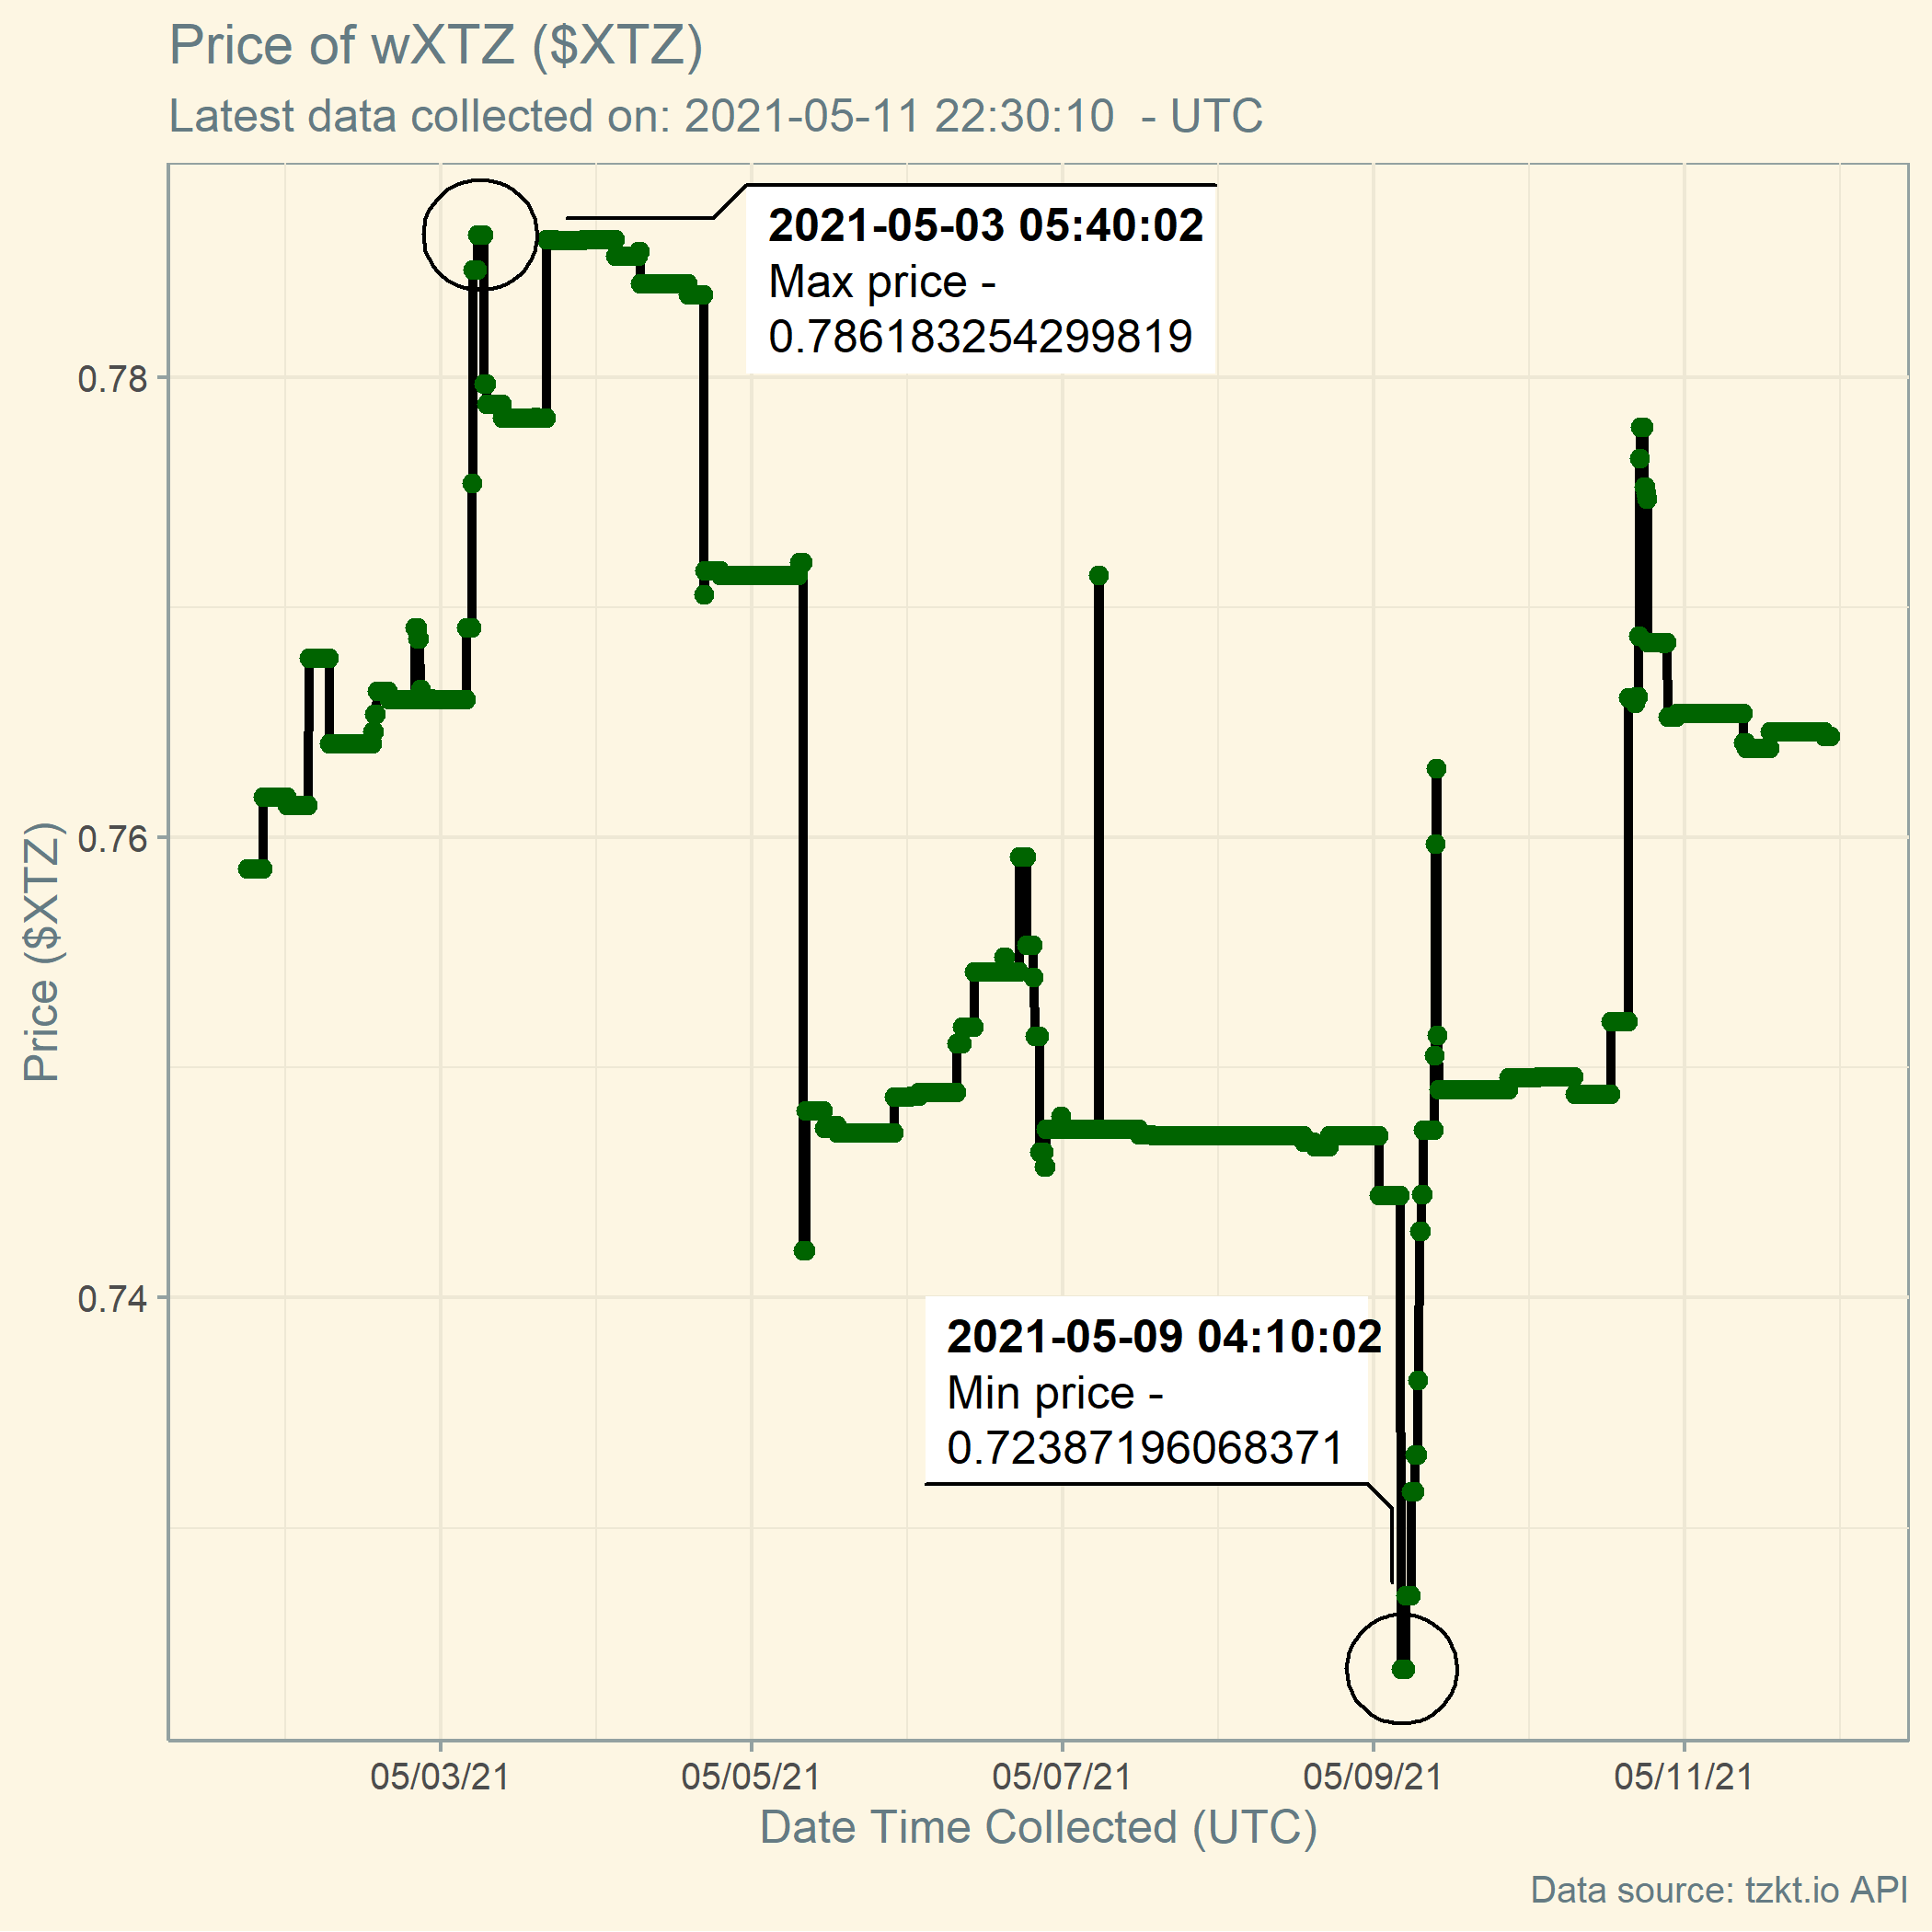 Price of wXTZ ($XTZ)
Latest data collected on: 2021-05-11 22:30:10  - UTC
2021-05-03 05:40:02
Max price -
0.786183254299819
0.78
0.76
0.74
Price ($XTZ)
2021-05-09 04:10:02
Min price -
0.72387196068371
05/03/21
05/05/21
05/07/21
05/09/21
05/11/21
Date Time Collected (UTC)
Data source: tzkt.io API